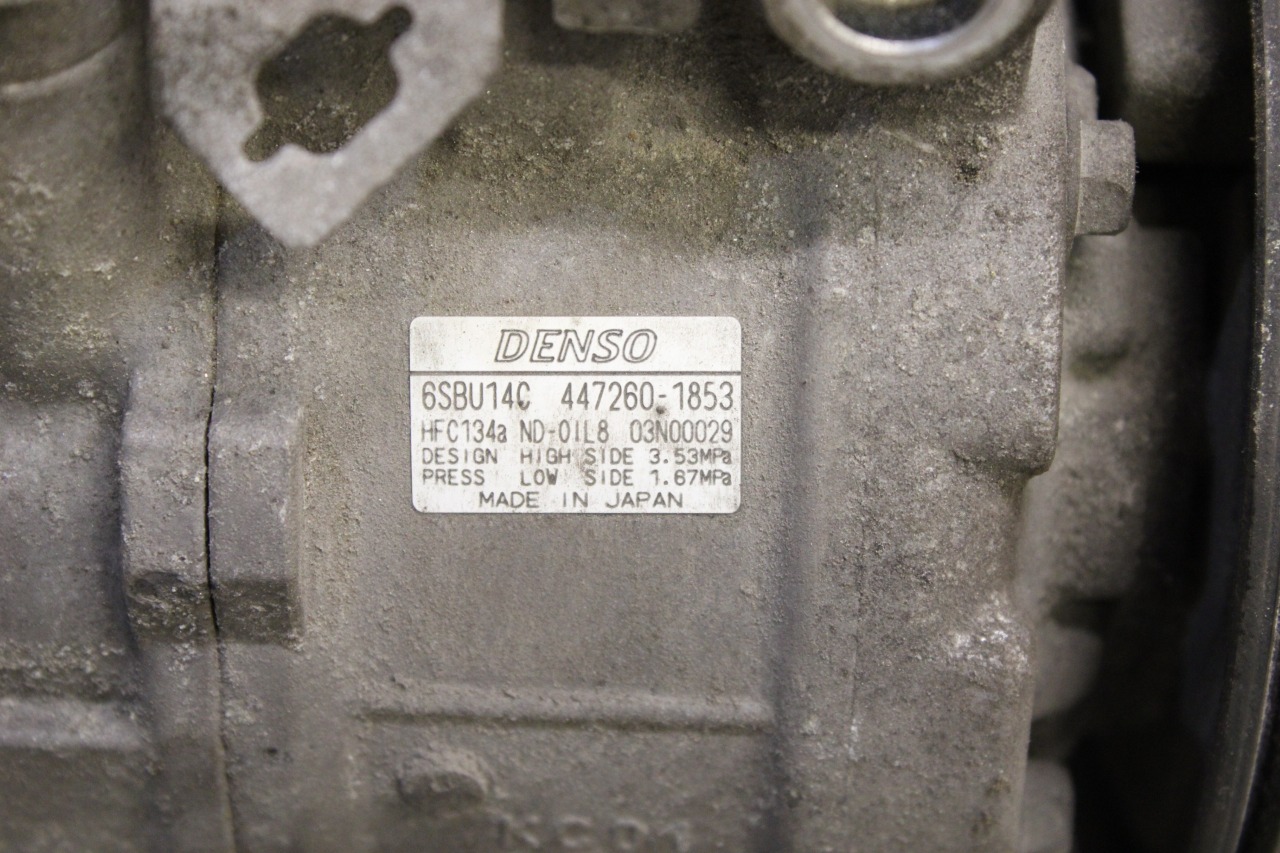 DENSO
6SBU14C 447260-1853
HFC134a ND-OIL8 03N00029
DESIGN HIGH SIDE 3.53MPa
PRESS LOW SIDE 1.67MPa
MADE IN JAPAN